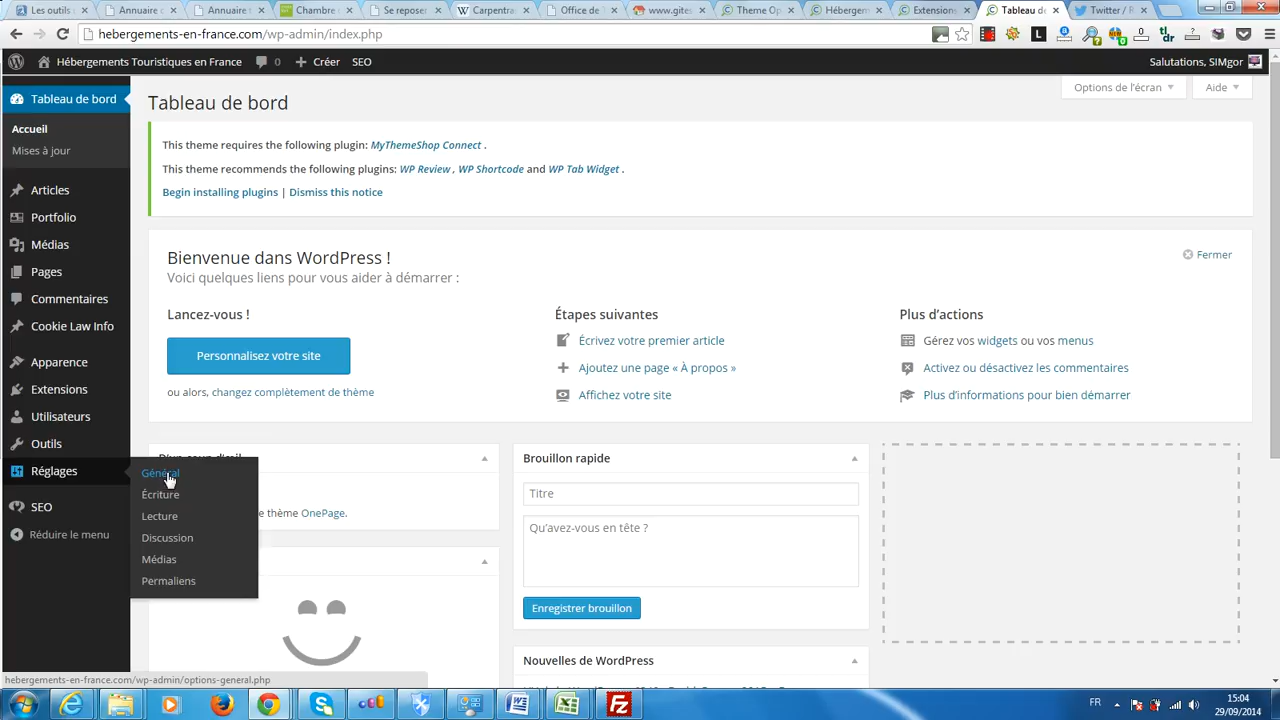 Les outils
Annuaire d
Annuaire t
Chambre
Se reposer
Carpentra
Office de T
www.gites
Theme Op
Héberge
Extensions
Tableau de
Twitter / R
hebergements-en-france.com/wpadmin/index.php
Hébergements Touristiques en France
0
Créer
SEO
Salutations, SIMgor
Tableau de bord
Accueil
Mises à jour
Articles
Portfolio
Médias
Pages
Commentaires
Cookie Law Info
Apparence
Extensions
Utilisateurs
Outils
Réglages
SEO
Réduire le menu
Général
Écriture
Lecture
Discussion
Médias
Permaliens
Tableau de bord
Options de l'écran
Aide
This theme requires the following plugin: MyThemeShop Connect .
This theme recommends the following plugins: WP Review , WP Shortcode and WP Tab Widget .
Begin installing plugins | Dismiss this notice
Bienvenue dans WordPress !
Fermer
Voici quelques liens pour vous aider à démarrer :
Lancez-vous !
Personnalisez votre site
ou alors, changez complètement de thème
Étapes suivantes
Écrivez votre premier article
Ajoutez une page « À propos »
Affichez votre site
Plus d'actions
Gérez vos widgets ou vos menus
Activez ou désactivez les commentaires
Plus d'informations pour bien démarrer
e thème OnePage.
Brouillon rapide
Titre
Qu'avez-vous en tête ?
Enregistrer brouillon
Nouvelles de WordPress
hebergements-en-france.com/wp-admin/options-general.php
FR
15:04
29/09/2014